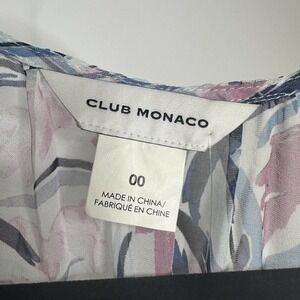 CLUB MONACO
00
MADE IN CHINA/
FABRIQUÉ EN CHINE